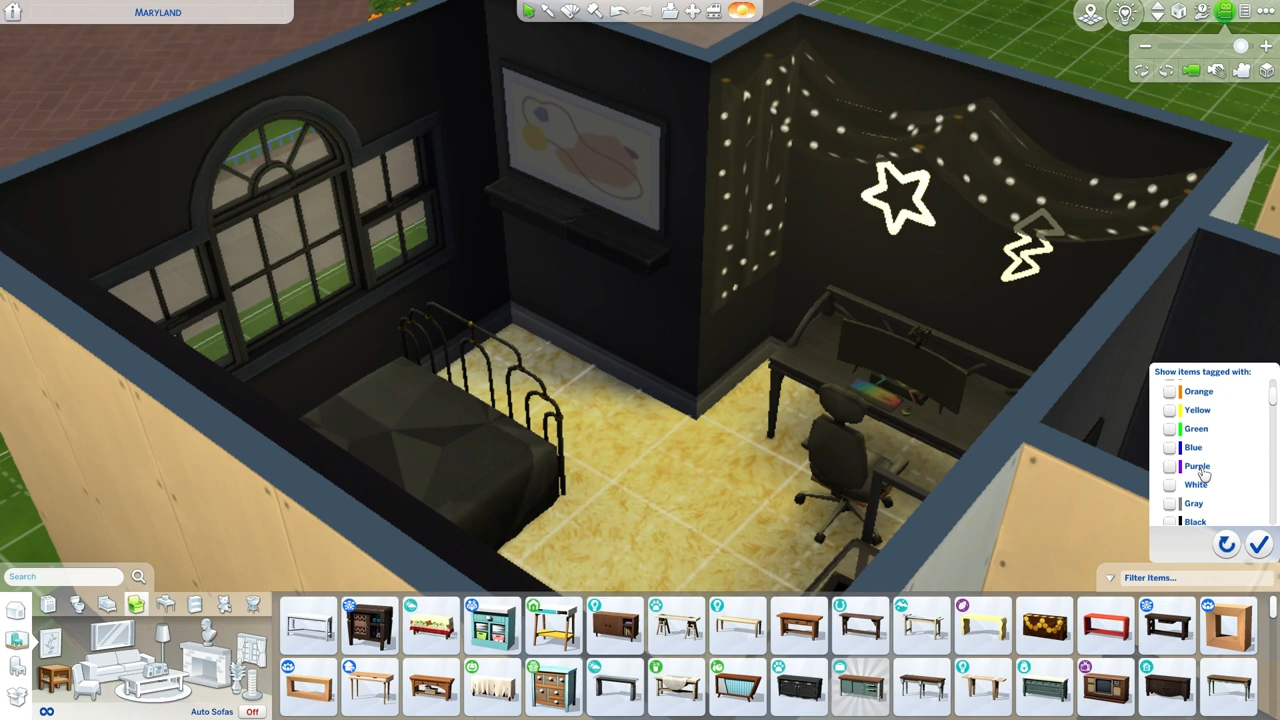 MARYLAND
Show items tagged with:
Orange
Yellow
Green
Blue
Purple
White
Gray
Black
Filter Items...
Search
Auto Sofas Off